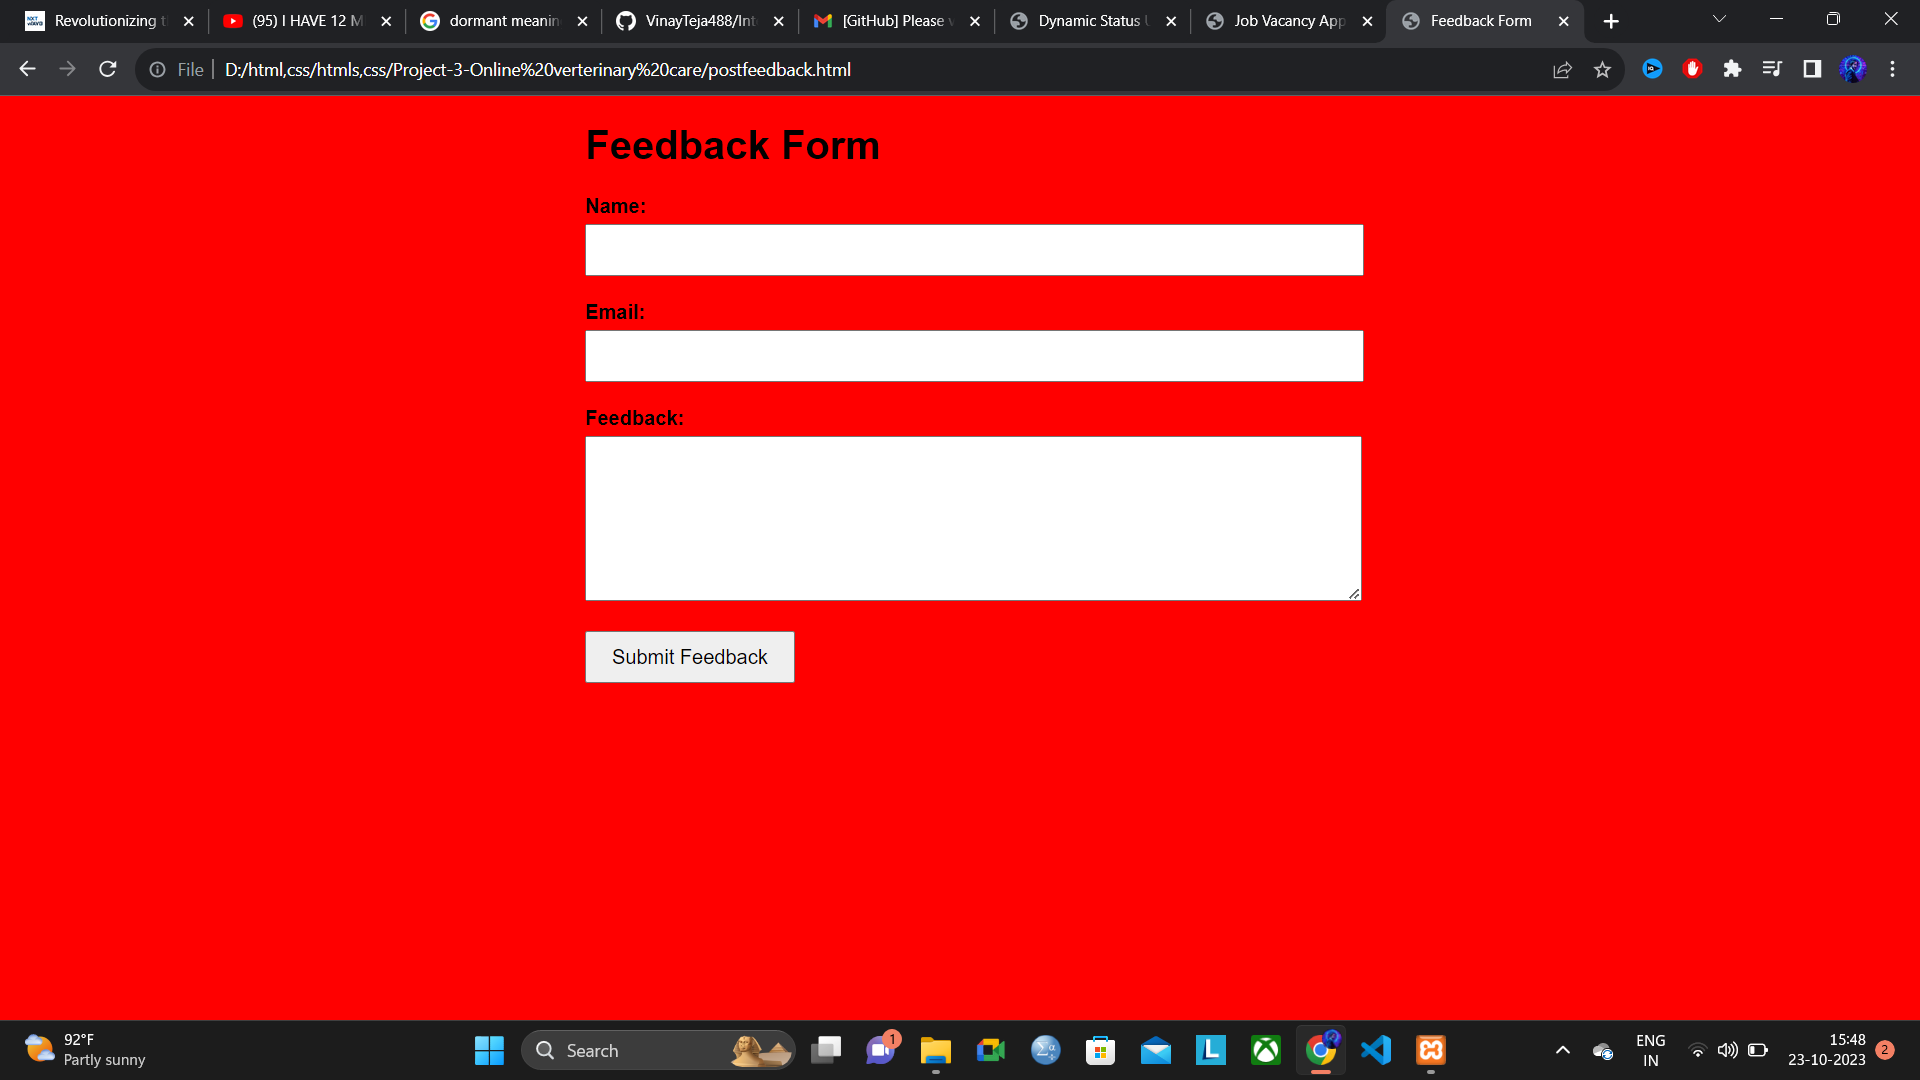 Revolutionizing t
(95) I HAVE 12 M
dormant meanin
VinayTeja488/Int
[GitHub] Please v
Dynamic Status U
Job Vacancy App
Feedback Form
File
D:/html,css/htmls,css/Project-3-Online%20verterinary%20care/postfeedback.html
Feedback Form
Name:
Email:
Feedback:
Submit Feedback
92°F
Partly sunny
Search
1
L
ENG
IN
15:48
23-10-2023
2